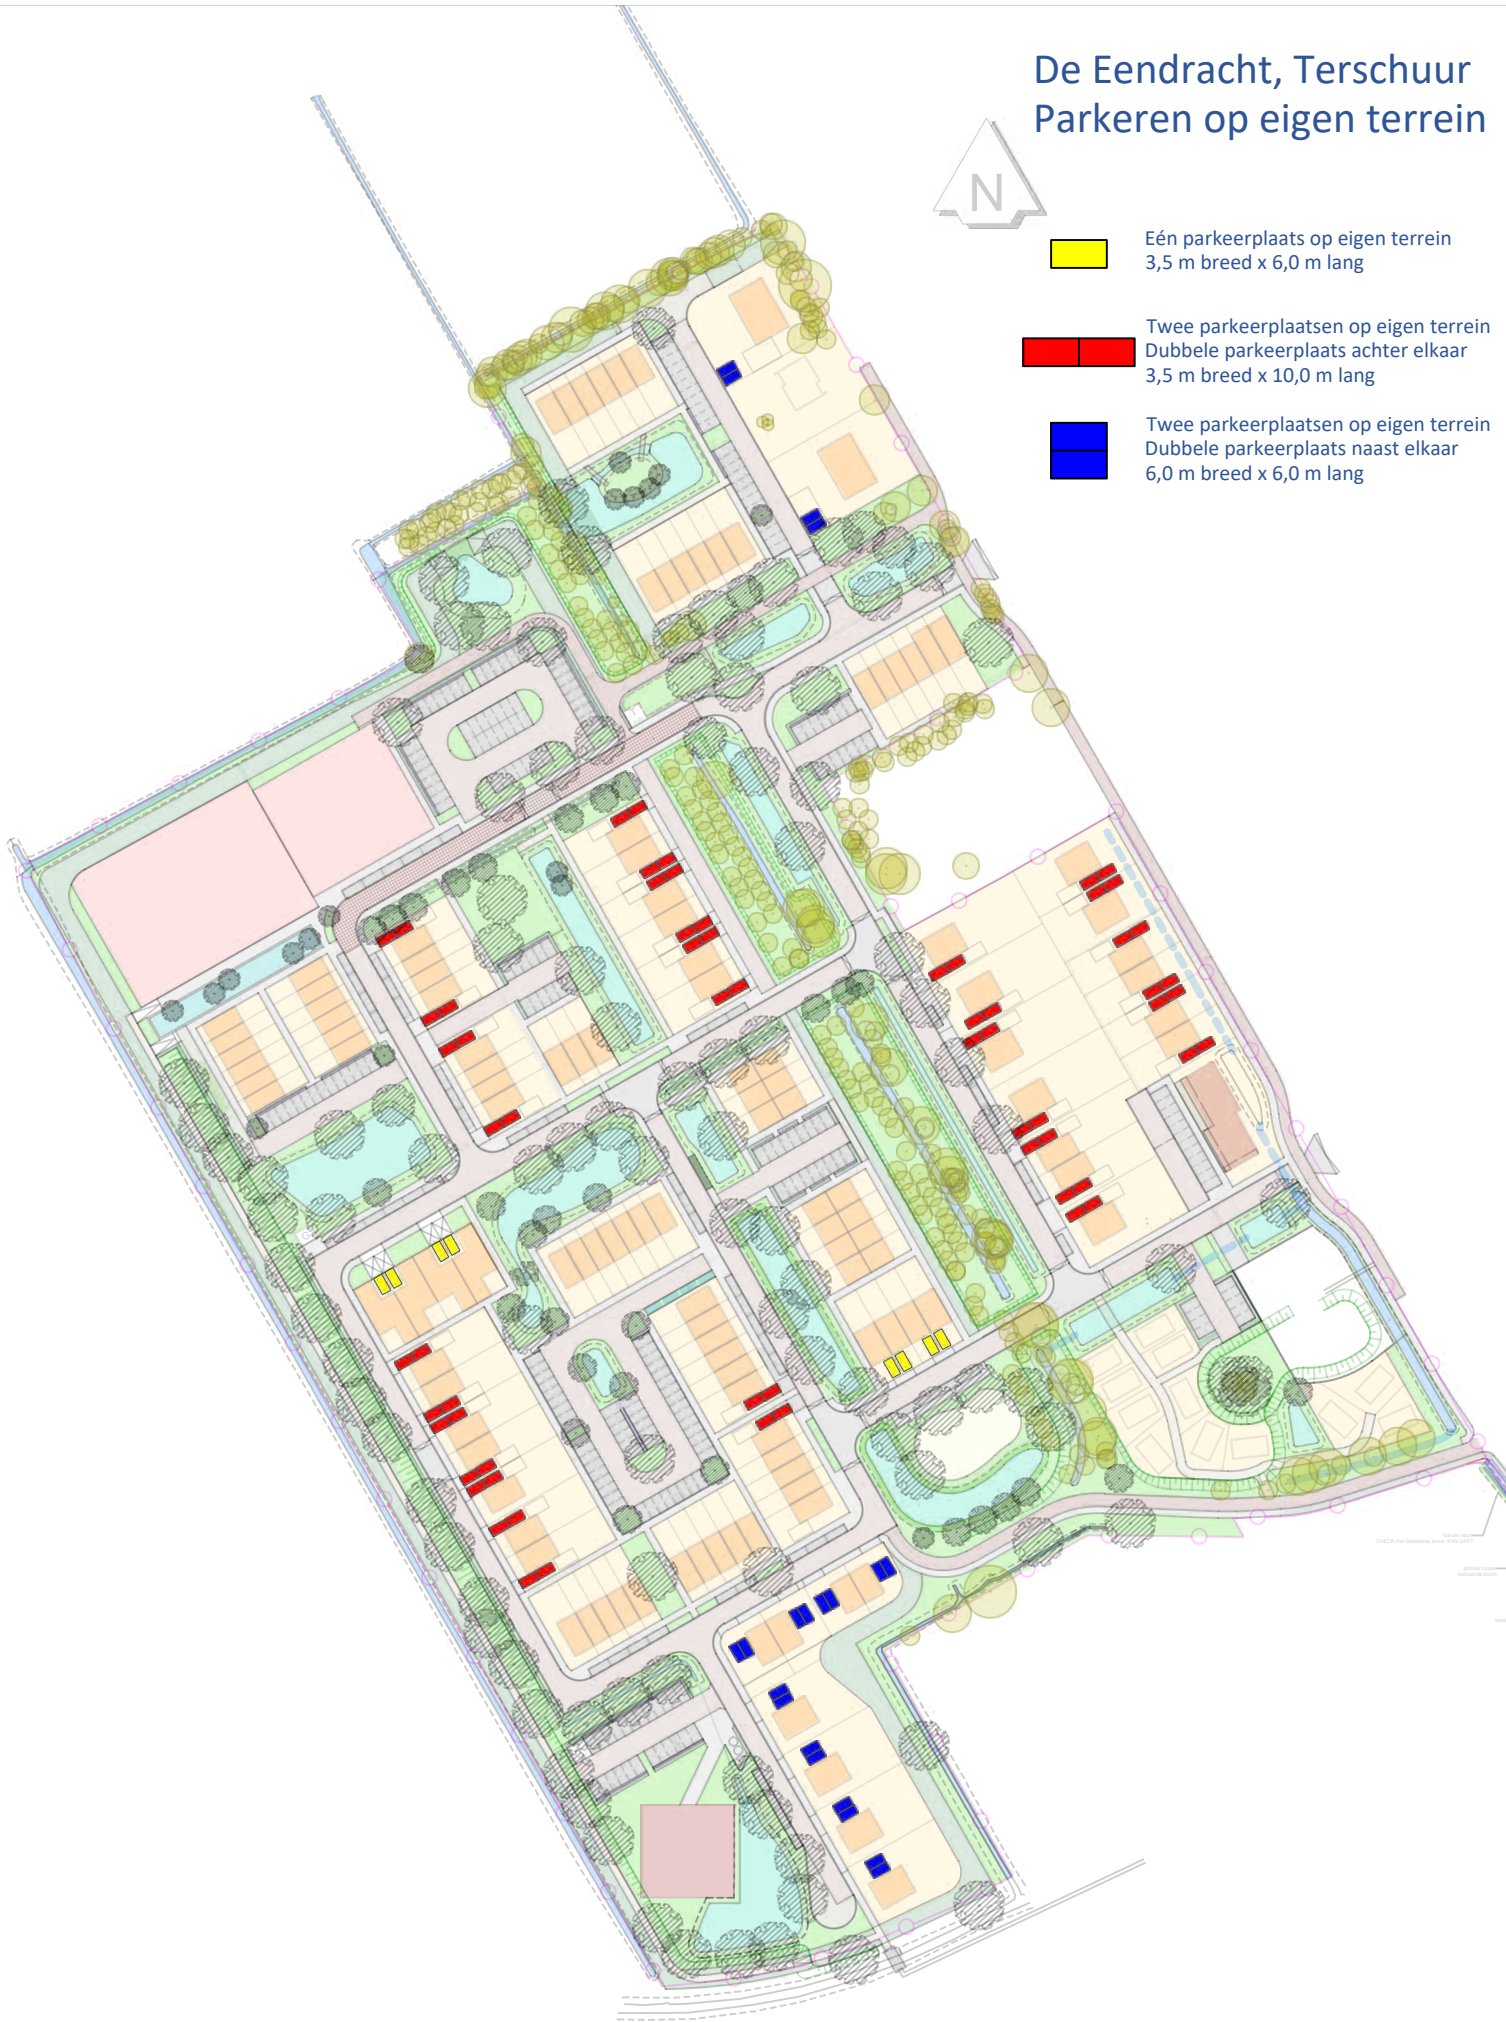 De Eendracht, Terschuur
Parkeren op eigen terrein
N
Eén parkeerplaats op eigen terrein
3,5 m breed x 6,0 m lang
Twee parkeerplaatsen op eigen terrein
Dubbele parkeerplaats achter elkaar
3,5 m breed x 10,0 m lang
Twee parkeerplaatsen op eigen terrein
Dubbele parkeerplaats naast elkaar
6,0 m breed x 6,0 m lang